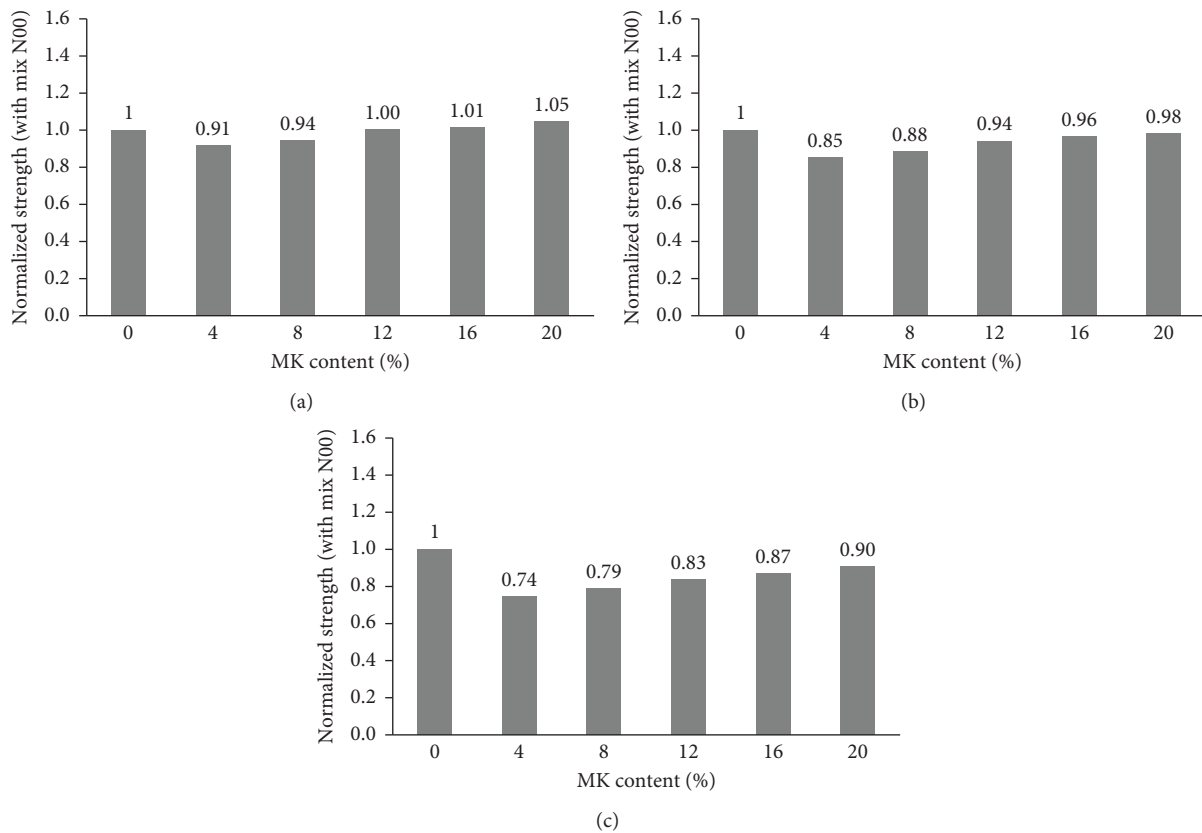 Normalized strength (with mix N00)
1.6
1.4
1.2
1.0
0.8
0.6
0.4
0.2
0.0
1 0.91 0.94 1.00 1.01 1.05
0 4 8 12 16 20
MK content (%)
(a)
Normalized strength (with mix N00)
1.6
1.4
1.2
1.0
0.8
0.6
0.4
0.2
0.0
1 0.85 0.88 0.94 0.96 0.98
0 4 8 12 16 20
MK content (%)
(b)
Normalized strength (with mix N00)
1.6
1.4
1.2
1.0
0.8
0.6
0.4
0.2
0.0
1 0.74 0.79 0.83 0.87 0.90
0 4 8 12 16 20
MK content (%)
(c)